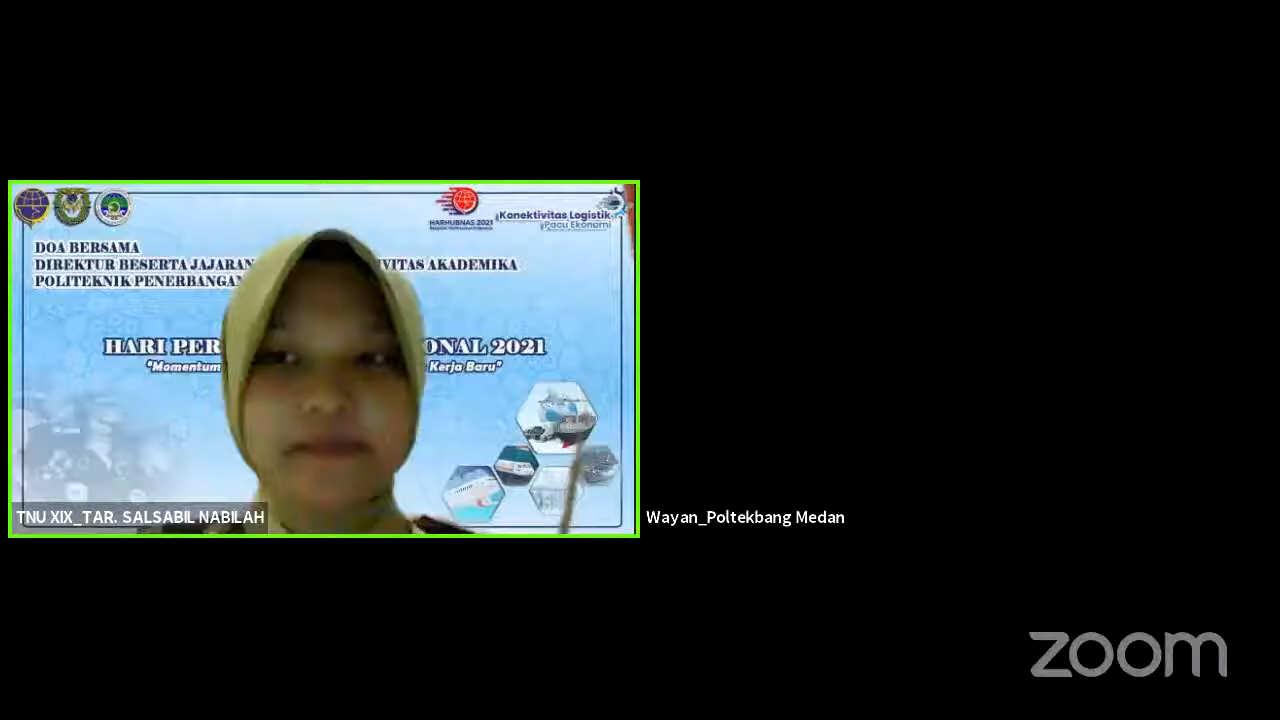 HARHUBNAS 2021
Konektivitas Logistik
Pacu Ekonomi
DOA BERSAMA
DIREKTUR BESERTA JAJARAN VITAS AKADEMIKA
POLITEKNIK PENERBANGAN
HARI PER ONAL 2021
"Momentum Kerja Baru"
TNU XIX_TAR. SALSABIL NABILAH
Wayan_Poltekbang Medan
zoom